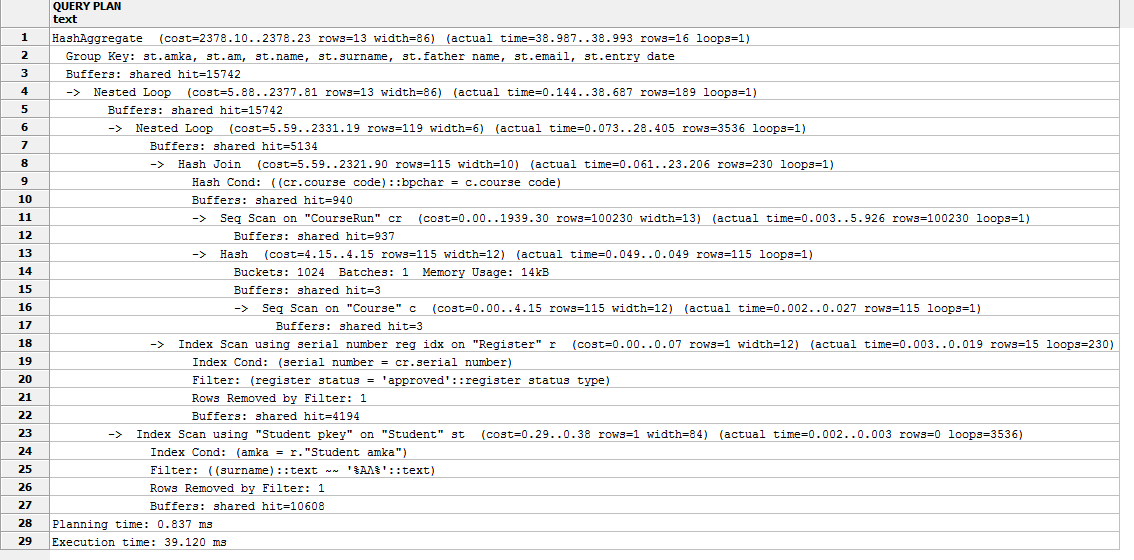 QUERY PLAN
text
1 HashAggregate (cost=2378.10..2378.23 rows=13 width=86) (actual time=38.987..38.993 rows=16 loops=1)
2 Group Key: st.amka, st.am, st.name, st.surname, st.father name, st.email, st.entry date
3 Buffers: shared hit=15742
4 -> Nested Loop (cost=5.88..2377.81 rows=13 width=86) (actual time=0.144..38.687 rows=189 loops=1)
5 Buffers: shared hit=15742
6 -> Nested Loop (cost=5.59..2331.19 rows=119 width=6) (actual time=0.073..28.405 rows=3536 loops=1)
7 Buffers: shared hit=5134
8 -> Hash Join (cost=5.59..2321.90 rows=115 width=10) (actual time=0.061..23.206 rows=230 loops=1)
9 Hash Cond: ((cr.course code)::bpchar = c.course code)
10 Buffers: shared hit=940
11 -> Seq Scan on "CourseRun" cr (cost=0.00..1939.30 rows=100230 width=13) (actual time=0.003..5.926 rows=100230 loops=1)
12 Buffers: shared hit=937
13 -> Hash (cost=4.15..4.15 rows=115 width=12) (actual time=0.049..0.049 rows=115 loops=1)
14 Buckets: 1024 Batches: 1 Memory Usage: 14kB
15 Buffers: shared hit=3
16 -> Seq Scan on "Course" c (cost=0.00..4.15 rows=115 width=12) (actual time=0.002..0.027 rows=115 loops=1)
17 Buffers: shared hit=3
18 -> Index Scan using serial number reg idx on "Register" r (cost=0.00..0.07 rows=1 width=12) (actual time=0.003..0.019 rows=15 loops=230)
19 Index Cond: (serial number = cr.serial number)
20 Filter: (register status = 'approved'::register status type)
21 Rows Removed by Filter: 1
22 Buffers: shared hit=4194
23 -> Index Scan using "Student pkey" on "Student" st (cost=0.29..0.38 rows=1 width=84) (actual time=0.002..0.003 rows=0 loops=3536)
24 Index Cond: (amka = r."Student amka")
25 Filter: ((surname)::text ~~ '%ΑΛ%'::text)
26 Rows Removed by Filter: 1
27 Buffers: shared hit=10608
28 Planning time: 0.837 ms
29 Execution time: 39.120 ms